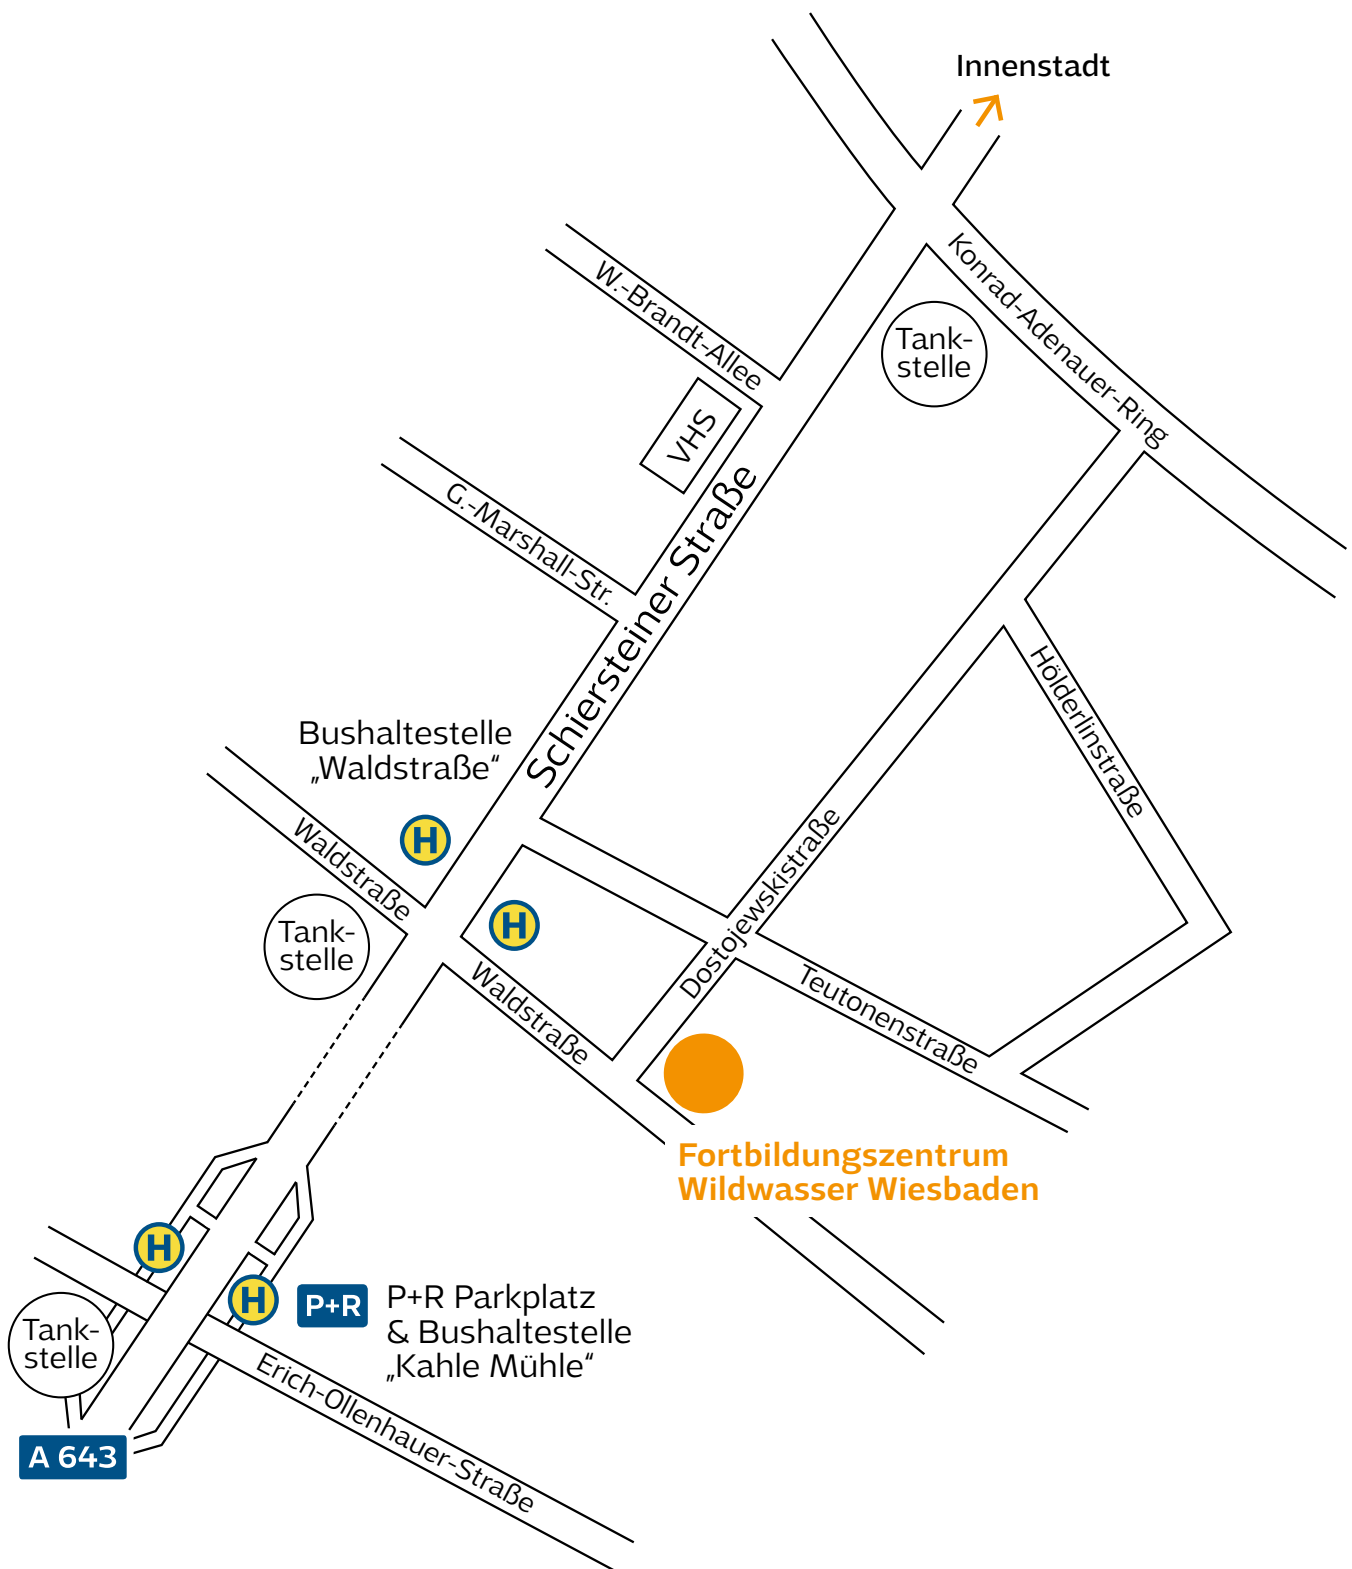 Innenstadt
Konrad-Adenauer-Ring
W.-Brandt-Allee
Tank-
stelle
VHS
G.-Marshall-Str.
Schiersteiner Straße
Hölderlinstraße
Bushaltestelle
„Waldstraße“
H
Waldstraße
Dostojewskistraße
Tank-
stelle
H
Waldstraße
Teutonenstraße
Fortbildungszentrum
Wildwasser Wiesbaden
H
H
P+R
P+R Parkplatz
& Bushaltestelle
„Kahle Mühle“
Tank-
stelle
Erich-Ollenhauer-Straße
A 643